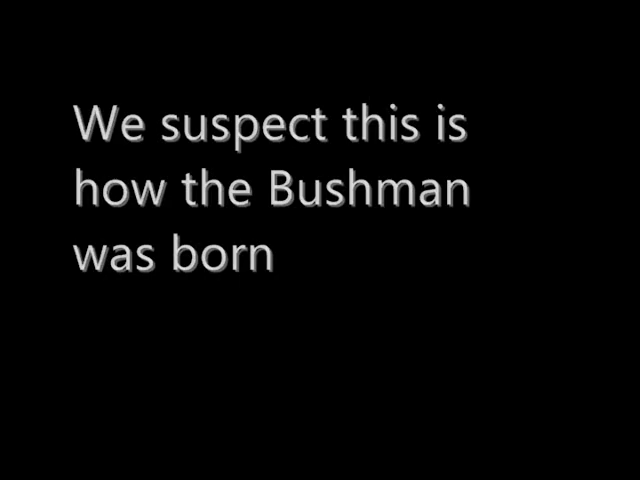 We suspect this is
how the Bushman
was born